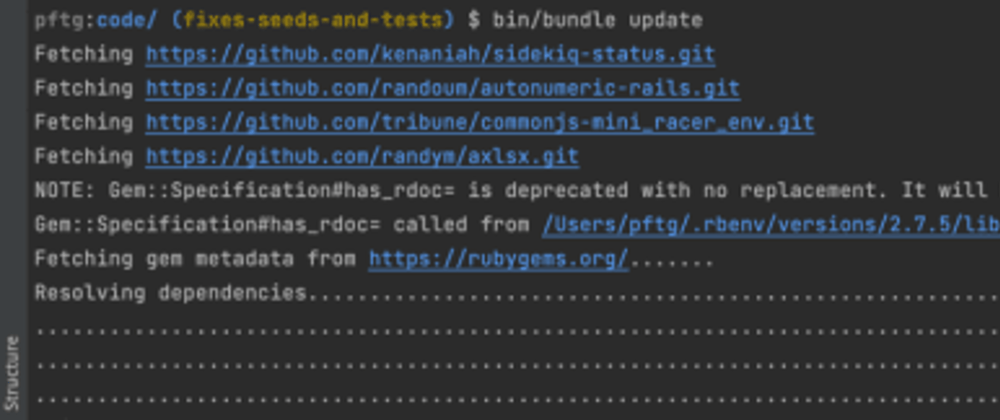 pftg:code/ (fixes-seeds-and-tests) $ bin/bundle update
Fetching https://github.com/kenaniah/sidekiq-status.git
Fetching https://github.com/randoum/autonumeric-rails.git
Fetching https://github.com/tribune/commonjs-mini_racer_env.git
Fetching https://github.com/randym/axlsx.git
NOTE: Gem::Specification#has_rdoc= is deprecated with no replacement. It will
Gem::Specification#has_rdoc= called from /Users/pftg/.rbenv/versions/2.7.5/lib
Fetching gem metadata from https://rubygems.org/.......
Resolving dependencies........................................................
..............................................................................
..............................................................................
..............................................................................
Structure